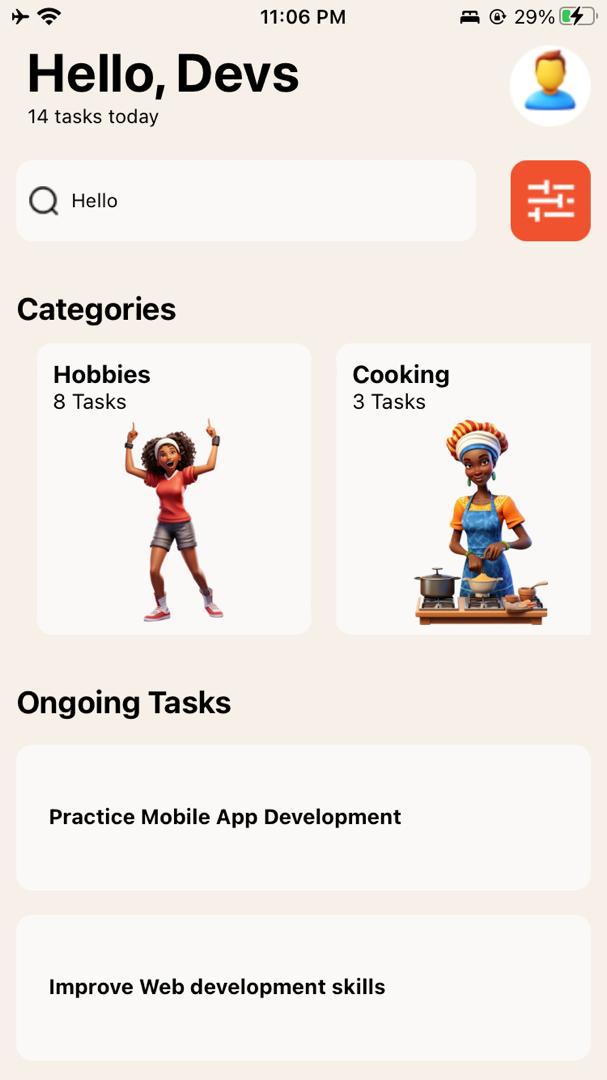 11:06 PM
29%
Hello, Devs
14 tasks today
Hello
Categories
Hobbies
8 Tasks
Cooking
3 Tasks
Ongoing Tasks
Practice Mobile App Development
Improve Web development skills